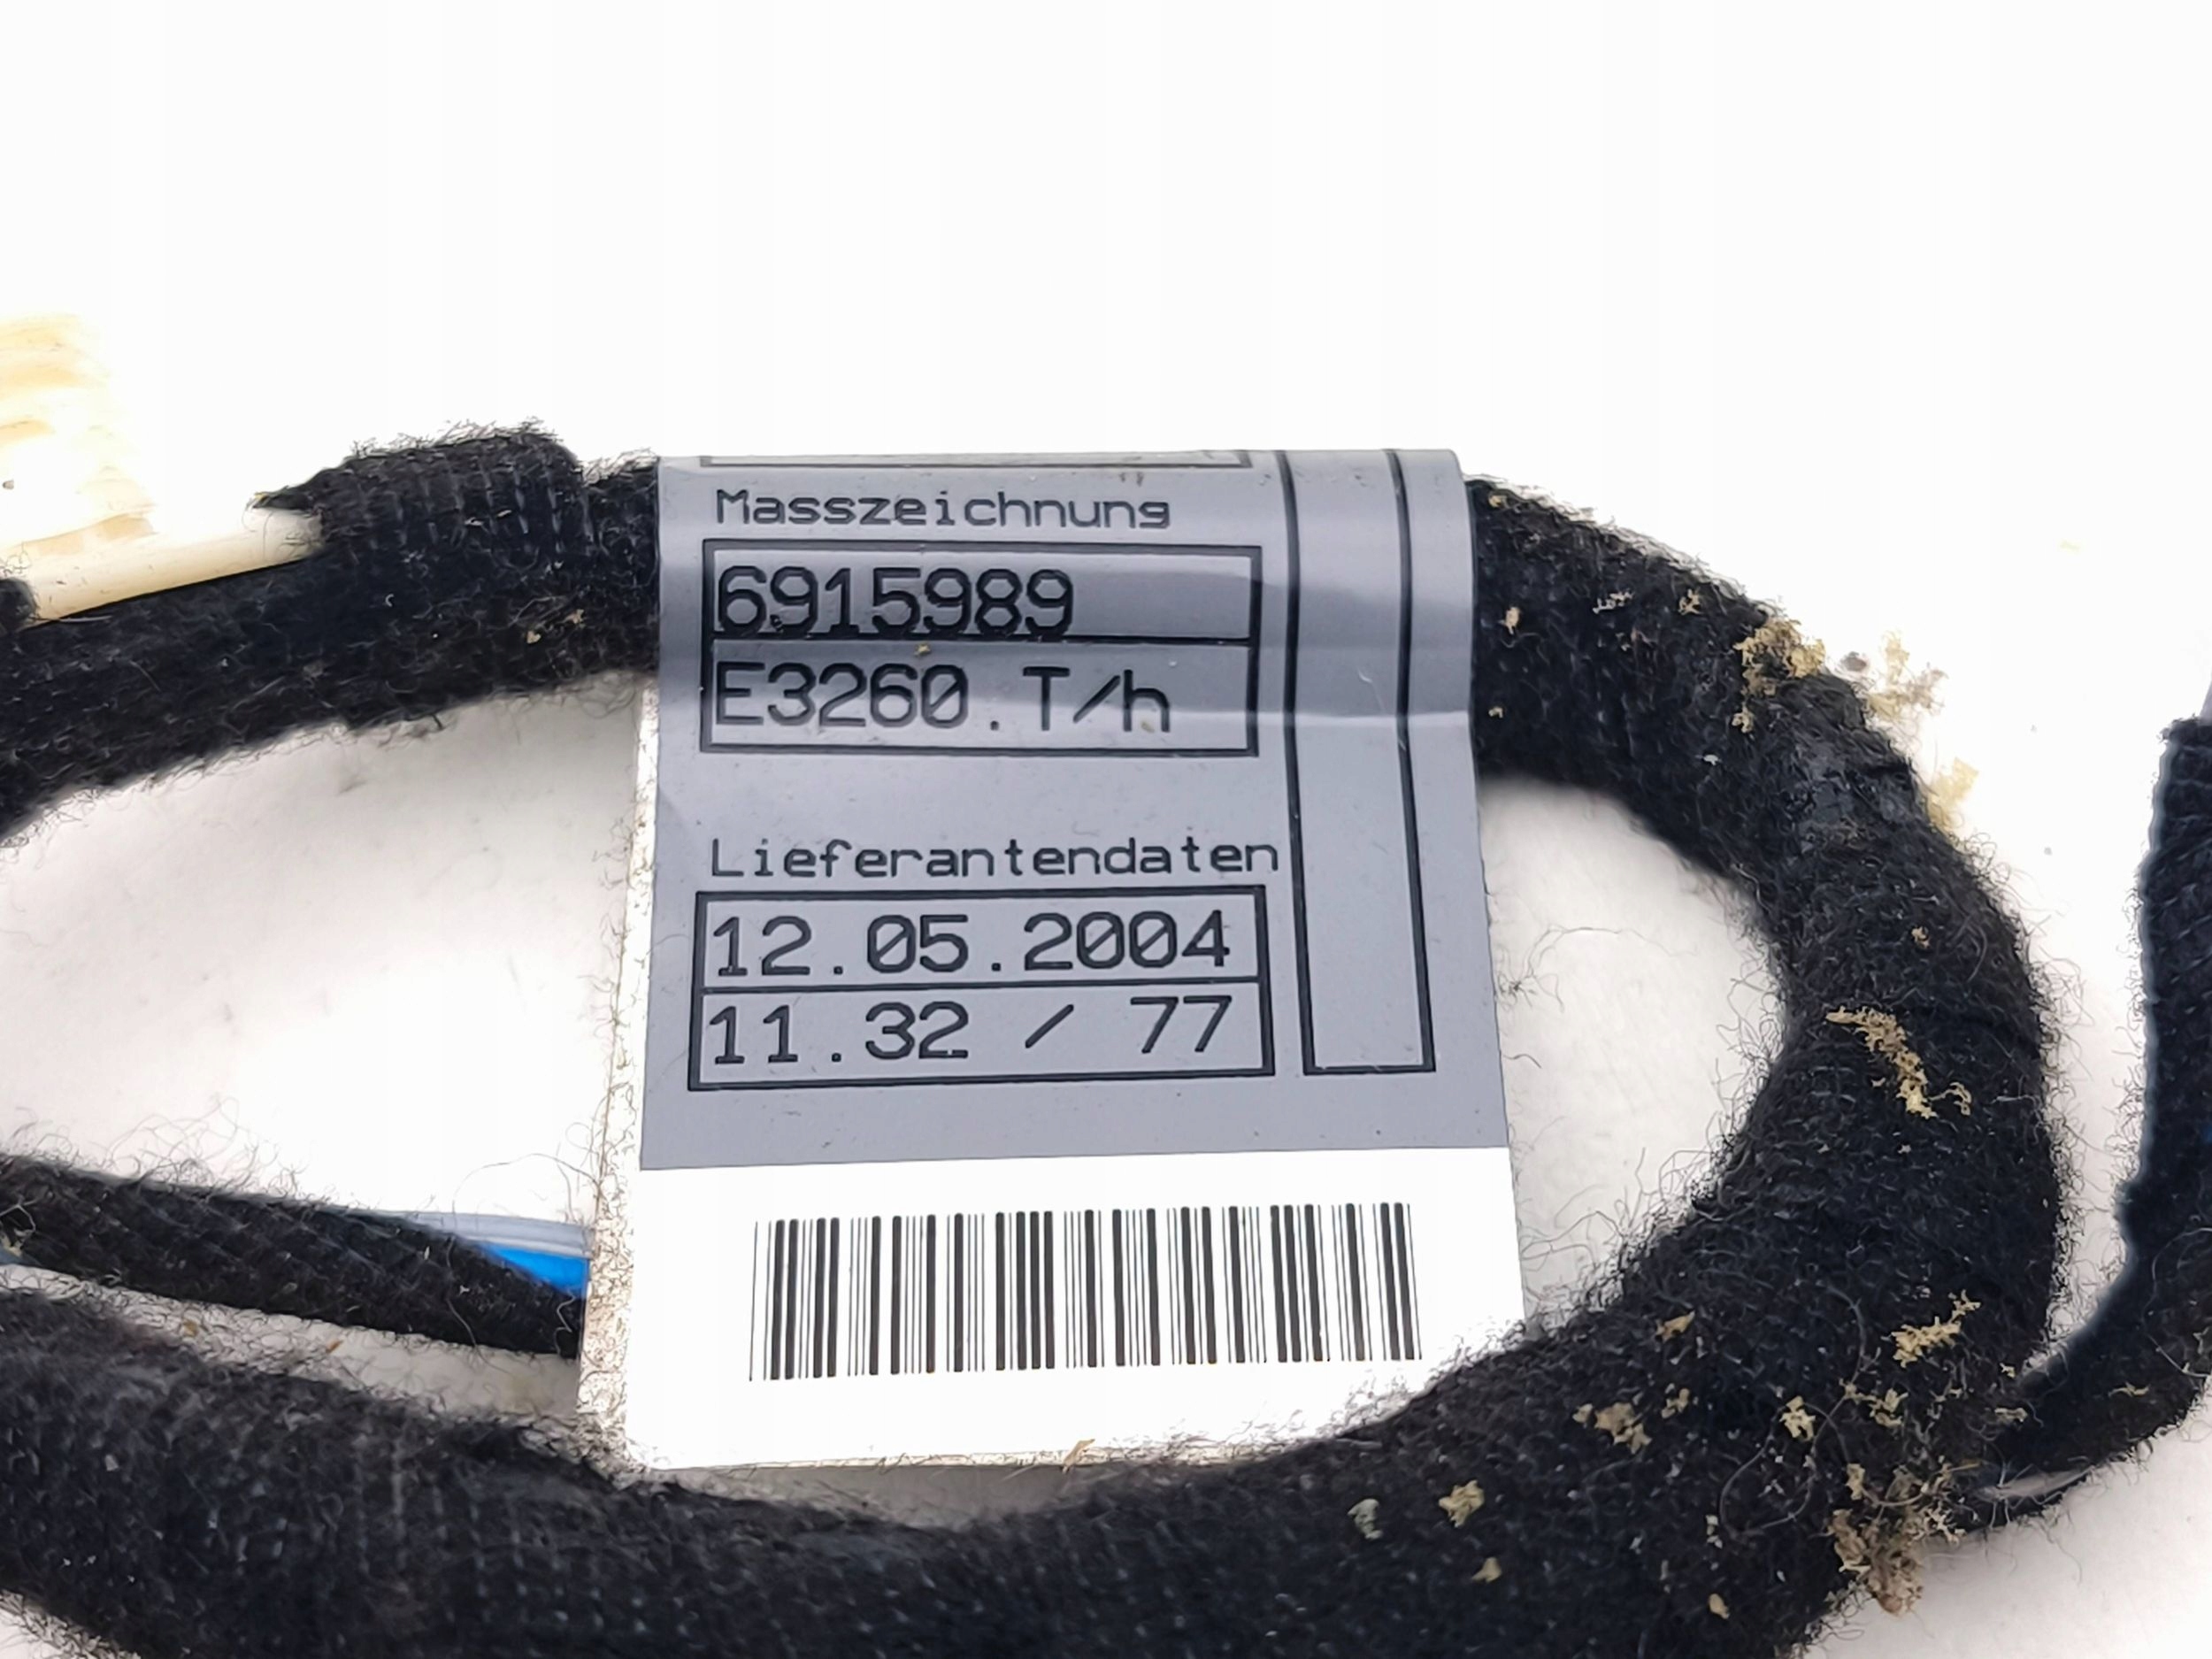 Masszeichnung
6915989
E3260.T/h
Lieferantendaten
12.05.2004
11.32 / 77